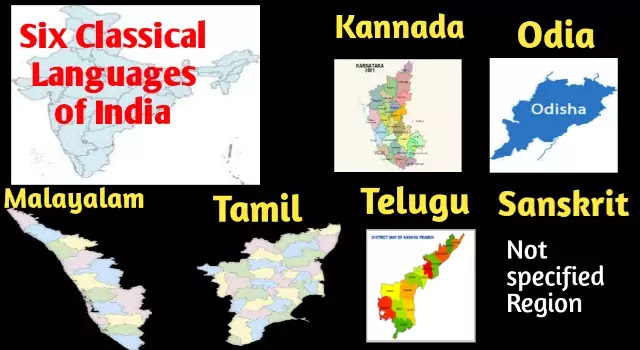 Six Classical
Languages
of India
Kannada
KARNATAKA
2001
Odia
Odisha
Malayalam
Tamil
Telugu
DISTRICT MAP OF ANDHRA PRADESH
Sanskrit
Not
specified
Region